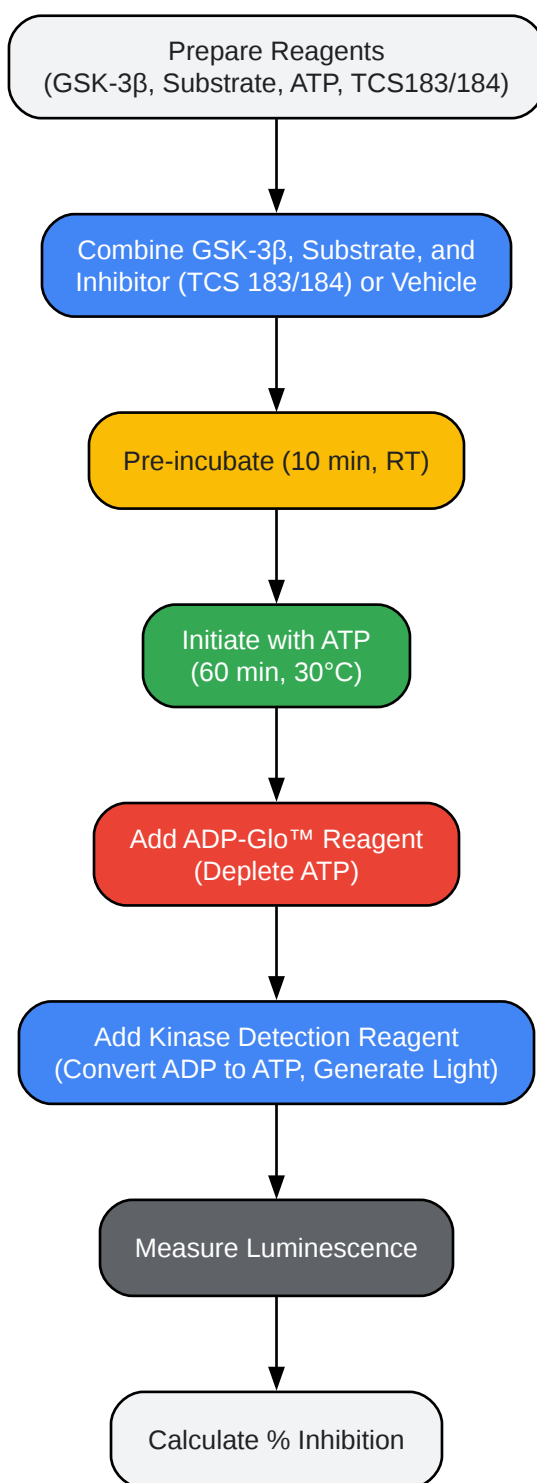 Prepare Reagents
(GSK-3β, Substrate, ATP, TCS183/184)
Combine GSK-3β, Substrate, and
Inhibitor (TCS 183/184) or Vehicle
Pre-incubate (10 min, RT)
Initiate with ATP
(60 min, 30°C)
Add ADP-Glo™ Reagent
(Deplete ATP)
Add Kinase Detection Reagent
(Convert ADP to ATP, Generate Light)
Measure Luminescence
Calculate % Inhibition